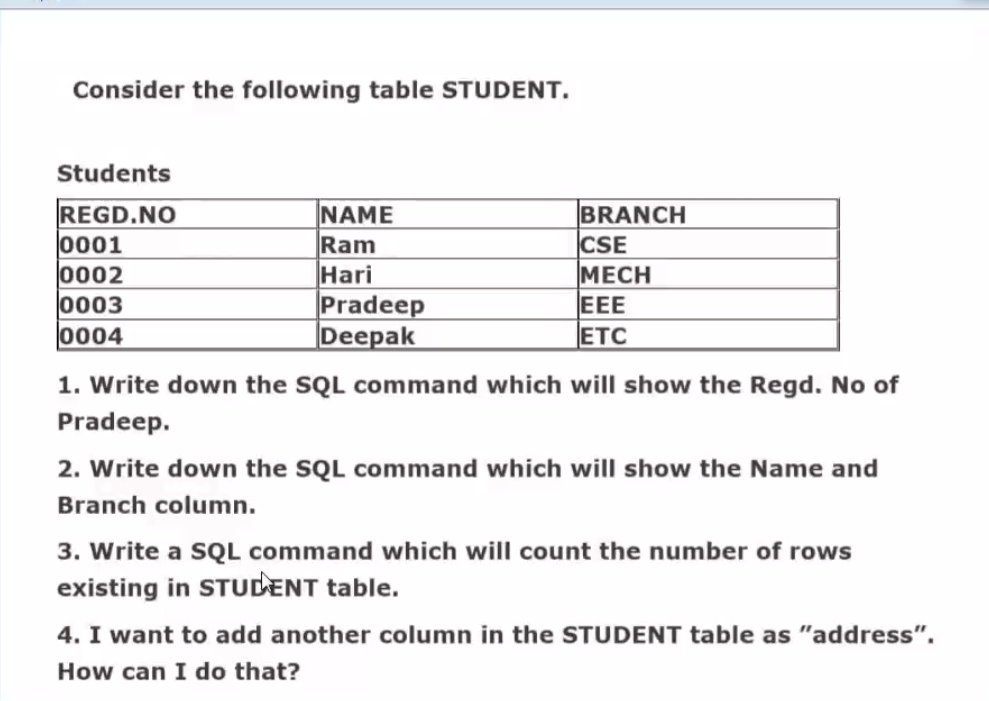 Consider the following table STUDENT.
Students
REGD.NO NAME BRANCH
0001 Ram CSE
0002 Hari MECH
0003 Pradeep EEE
0004 Deepak ETC
1. Write down the SQL command which will show the Regd. No of
Pradeep.
2. Write down the SQL command which will show the Name and
Branch column.
3. Write a SQL command which will count the number of rows
existing in STUDENT table.
4. I want to add another column in the STUDENT table as ”address”.
How can I do that?